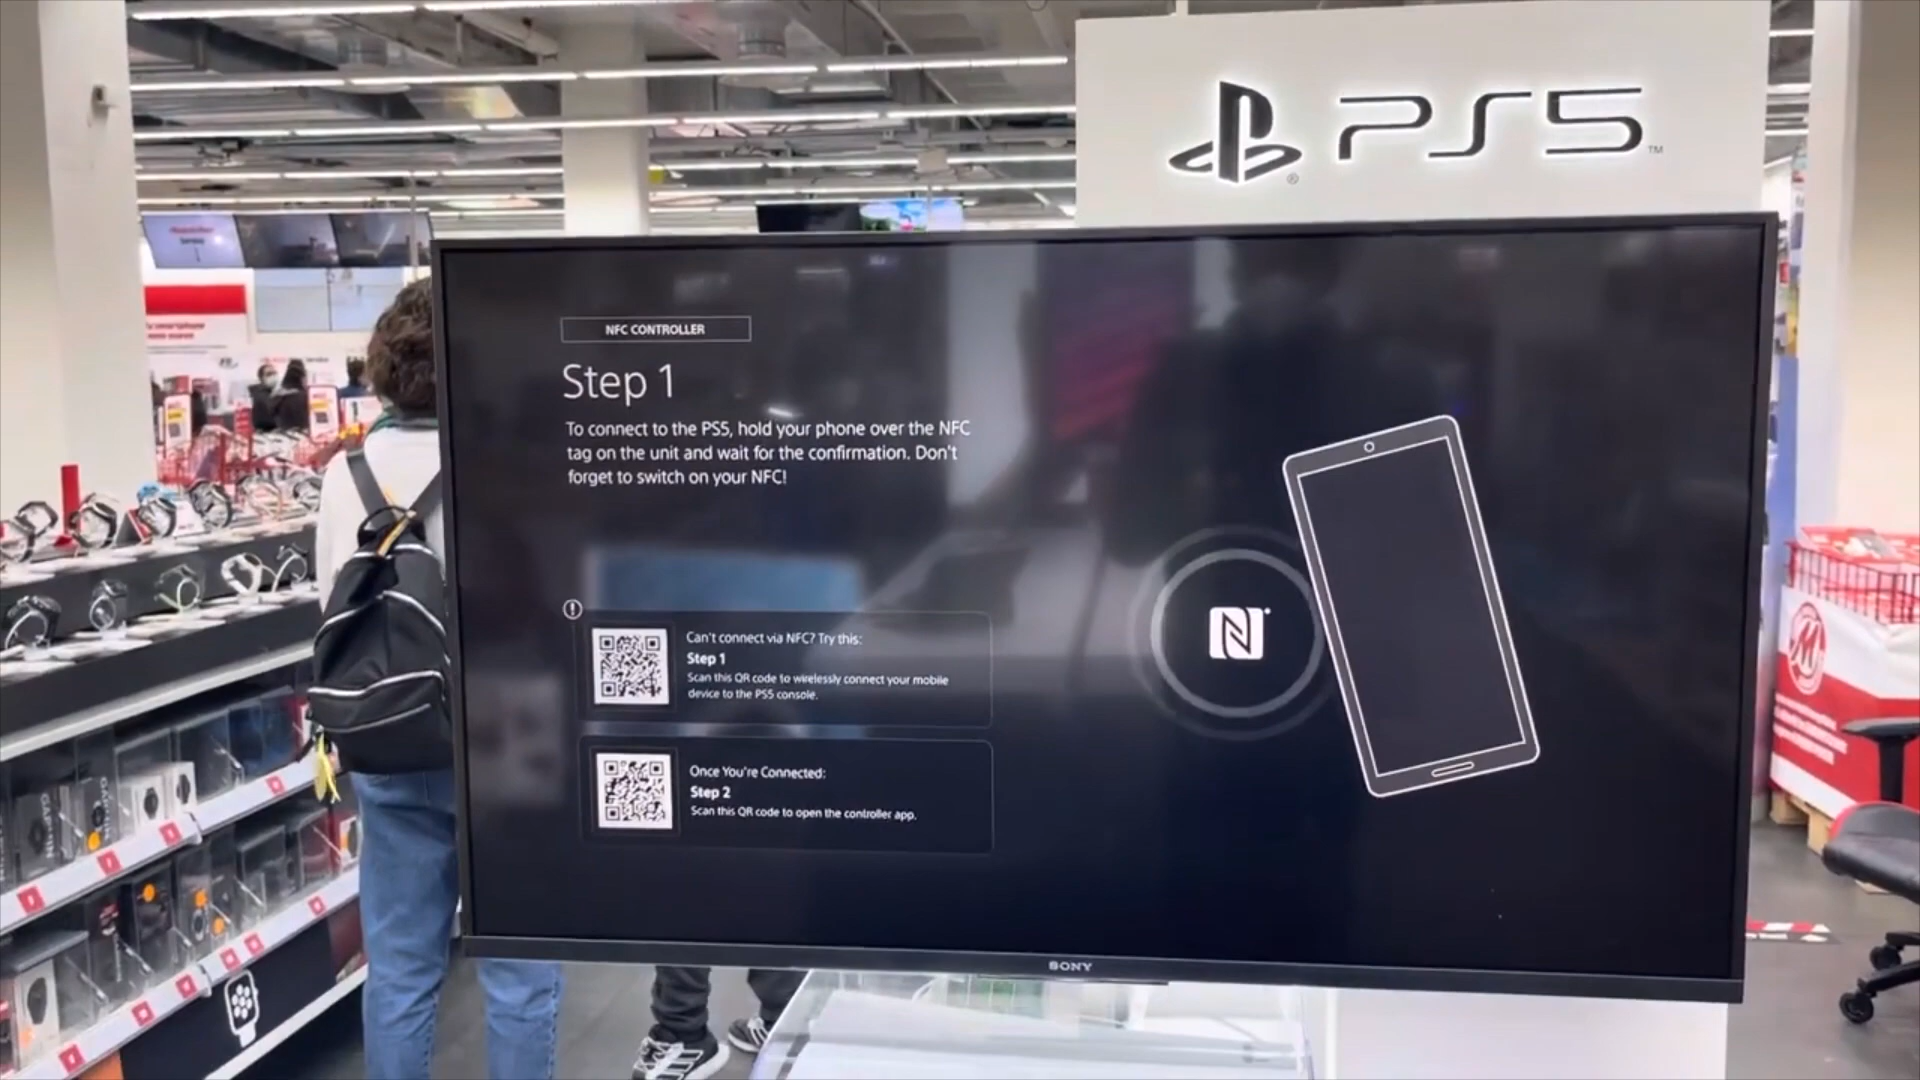 PS5
NFC CONTROLLER
Step 1
To connect to the PS5, hold your phone over the NFC
tag on the unit and wait for the confirmation. Don't
forget to switch on your NFC!
Can't connect via NFC? Try this:
Step 1
Scan this QR code to wirelessly connect your mobile
device to the PS5 console.
Once You're Connected:
Step 2
Scan this QR code to open the controller app.
SONY
GARMIN